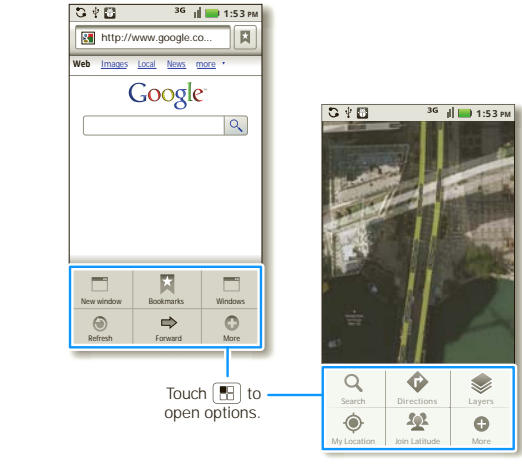 3G 1:53 PM
http://www.google.co...
Web Images Local News more
Google
New window Bookmarks Windows
Refresh Forward More
Touch to
open options.
3G 1:53 PM
Search Directions Layers
My Location Join Latitude More